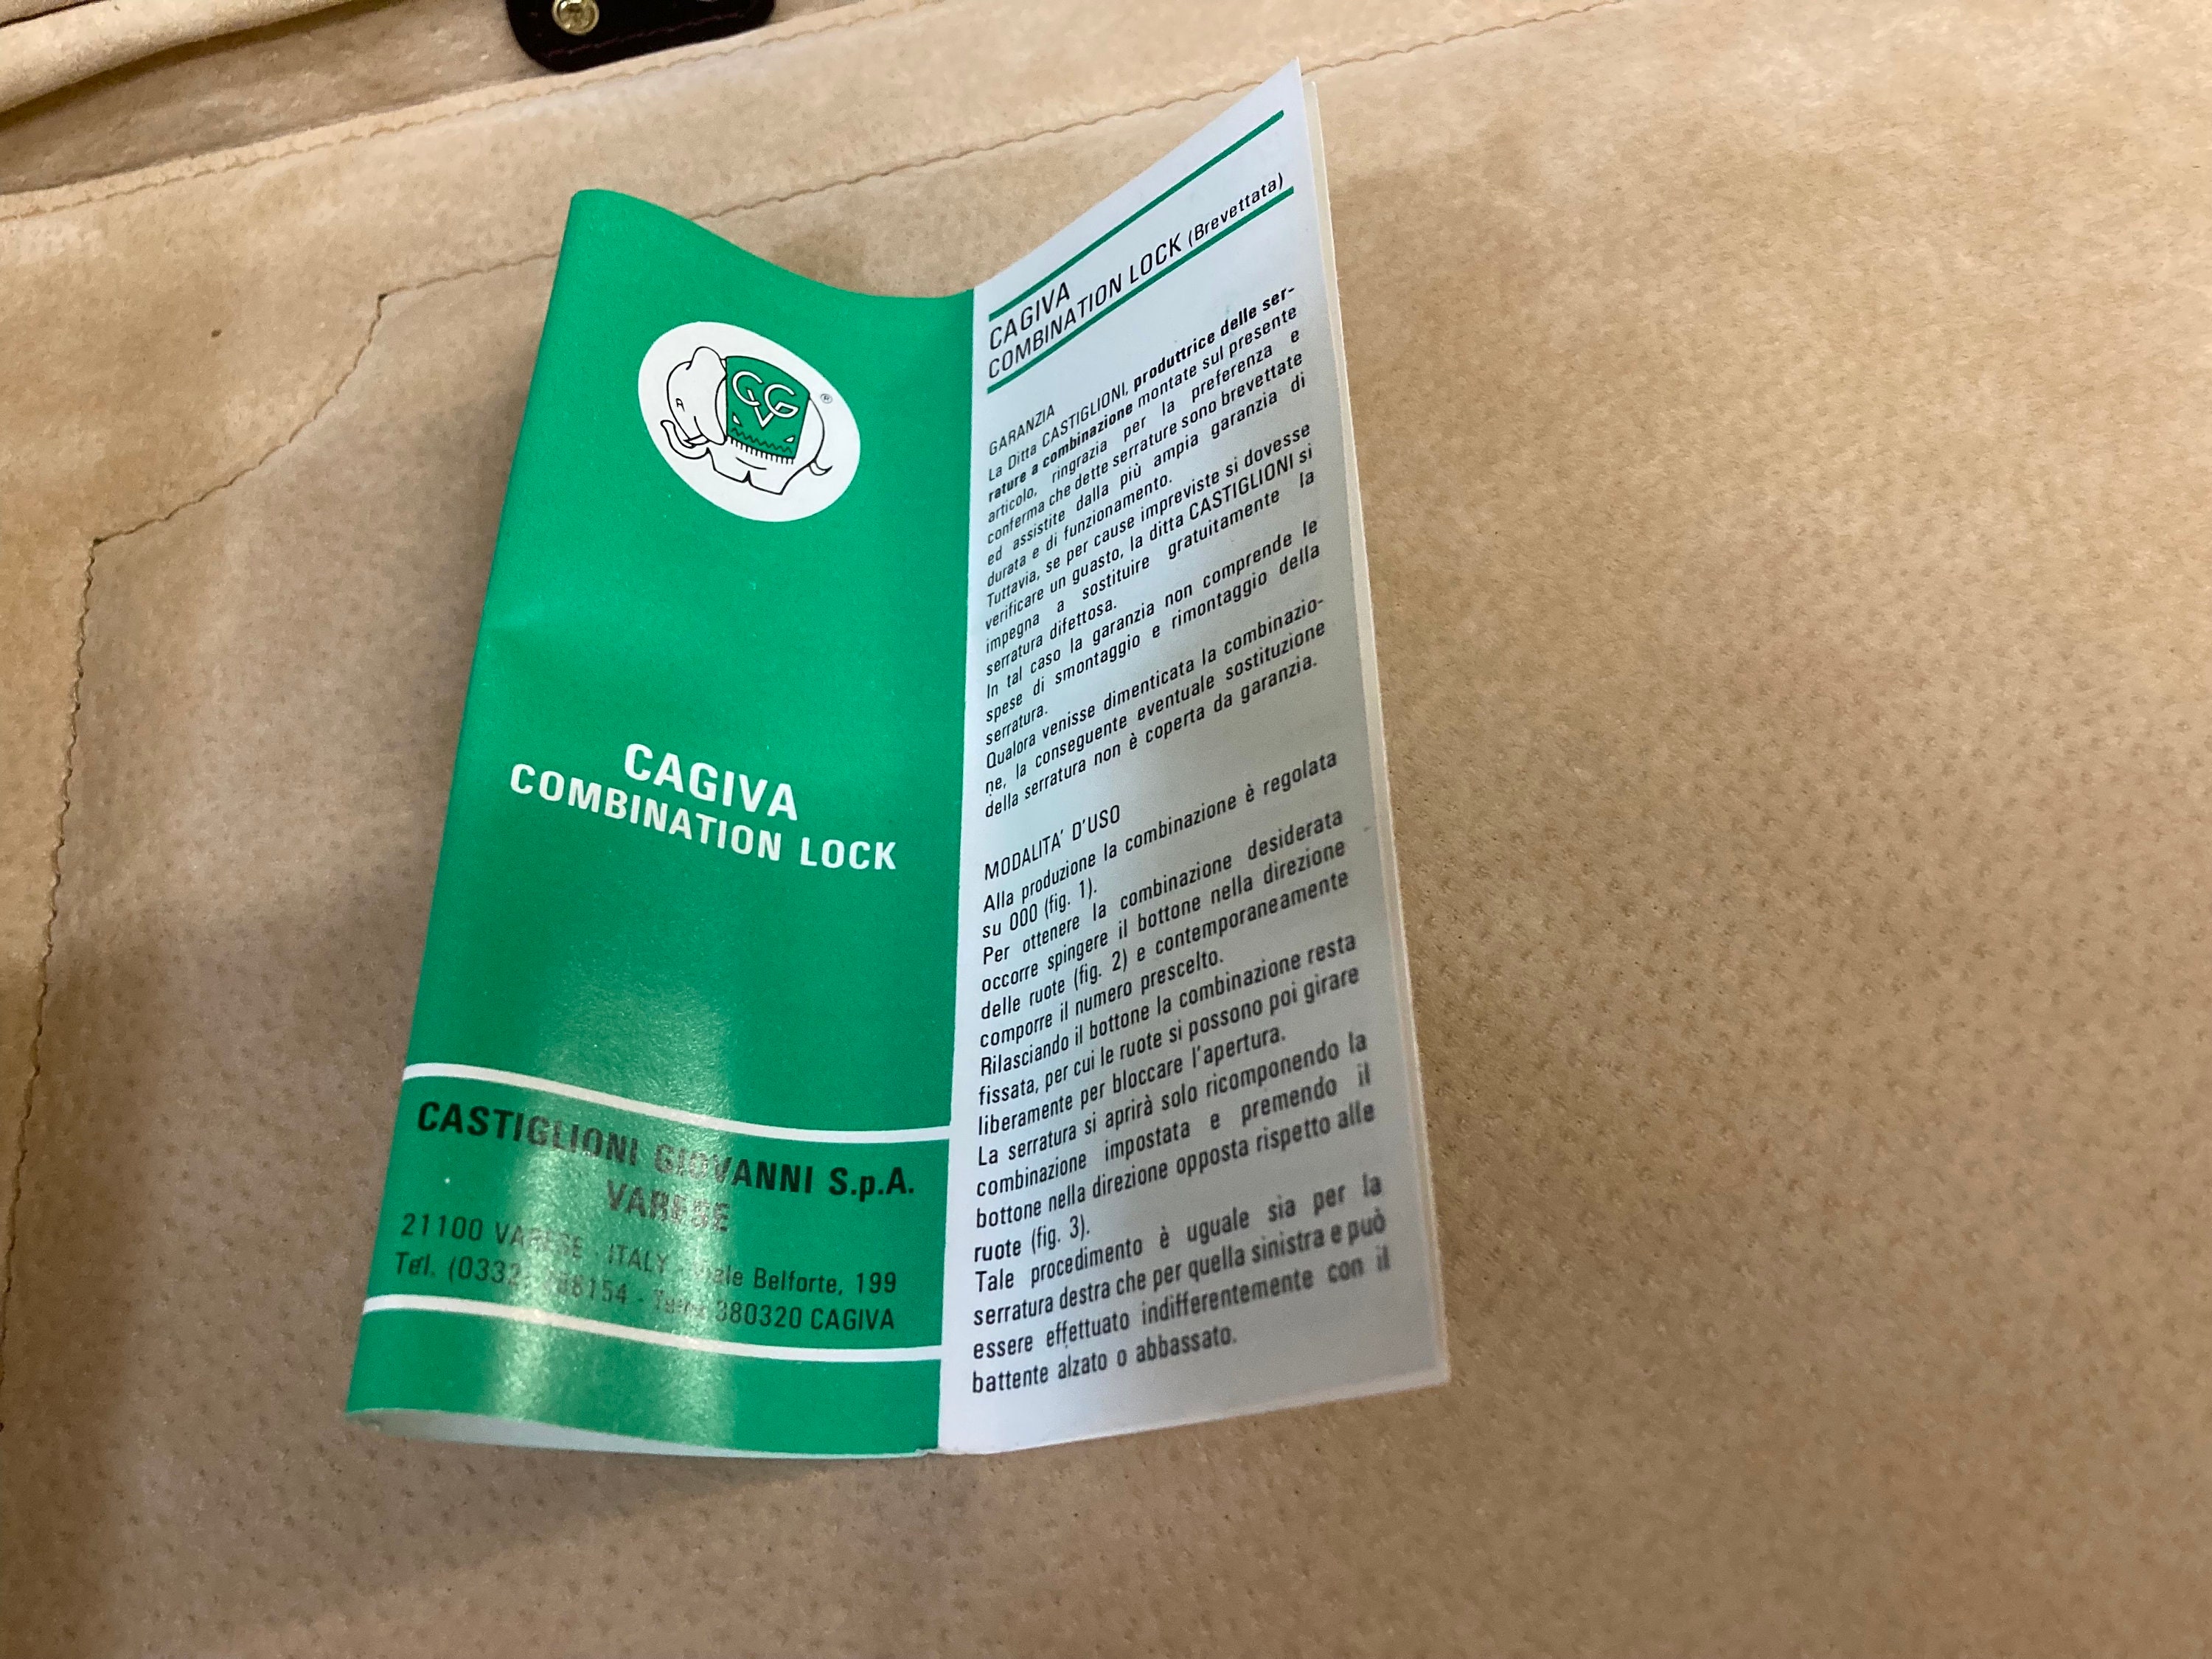 CGV
®
CAGIVA
COMBINATION LOCK
CASTIGLIONI GIOVANNI S.p.A.
VARESE
21100 VARESE - ITALY - Viale Belforte, 199
Tel. (0332) 88154 - Telex 380320 CAGIVA
CAGIVA
COMBINATION LOCK (Brevettata)
GARANZIA
La Ditta CASTIGLIONI, produttrice delle ser-
rature a combinazione montate sul presente
articolo, ringrazia per la preferenza e
conferma che dette serrature sono brevettate
ed assistite dalla più ampia garanzia di
durata e di funzionamento.
Tuttavia, se per cause impreviste si dovesse
verificare un guasto, la ditta CASTIGLIONI si
impegna a sostituire gratuitamente la
serratura difettosa.
In tal caso la garanzia non comprende le
spese di smontaggio e rimontaggio della
serratura.
Qualora venisse dimenticata la combinazio-
ne, la conseguente eventuale sostituzione
della serratura non è coperta da garanzia.
MODALITA' D'USO
Alla produzione la combinazione è regolata
su 000 (fig. 1).
Per ottenere la combinazione desiderata
occorre spingere il bottone nella direzione
delle ruote (fig. 2) e contemporaneamente
comporre il numero prescelto.
Rilasciando il bottone la combinazione resta
fissata, per cui le ruote si possono poi girare
liberamente per bloccare l'apertura.
La serratura si aprirà solo ricomponendo la
combinazione impostata e premendo il
bottone nella direzione opposta rispetto alle
ruote (fig. 3).
Tale procedimento è uguale sia per la
serratura destra che per quella sinistra e può
essere effettuato indifferentemente con il
battente alzato o abbassato.